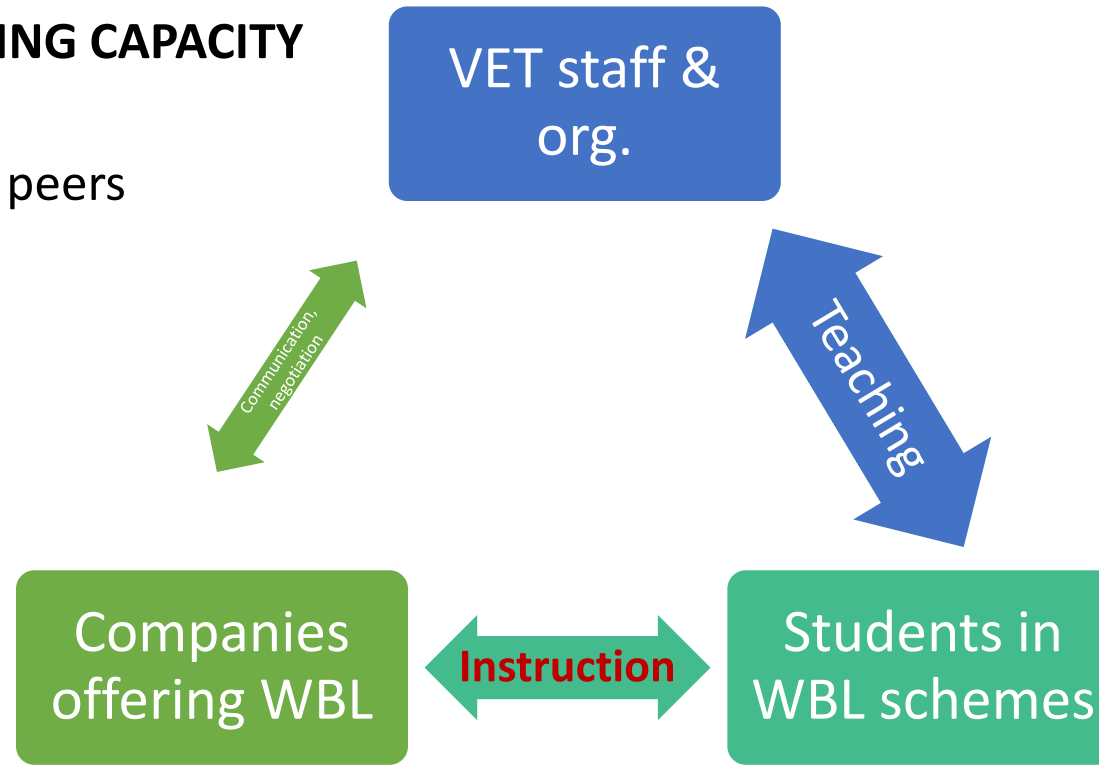 ING CAPACITY
VET staff &
org.
peers
Communication,
negotiation
Teaching
Companies
offering WBL
Instruction
Students in
WBL schemes